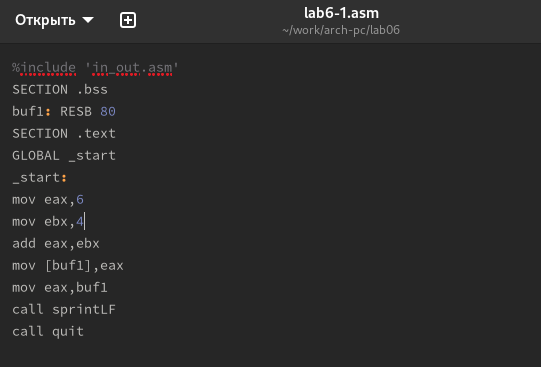 Открыть
lab6-1.asm
~/work/arch-pc/lab06
%include 'in_out.asm'
SECTION .bss
buf1: RESB 80
SECTION .text
GLOBAL _start
_start:
mov eax,6
mov ebx,4
add eax,ebx
mov [buf1],eax
mov eax,buf1
call sprintLF
call quit